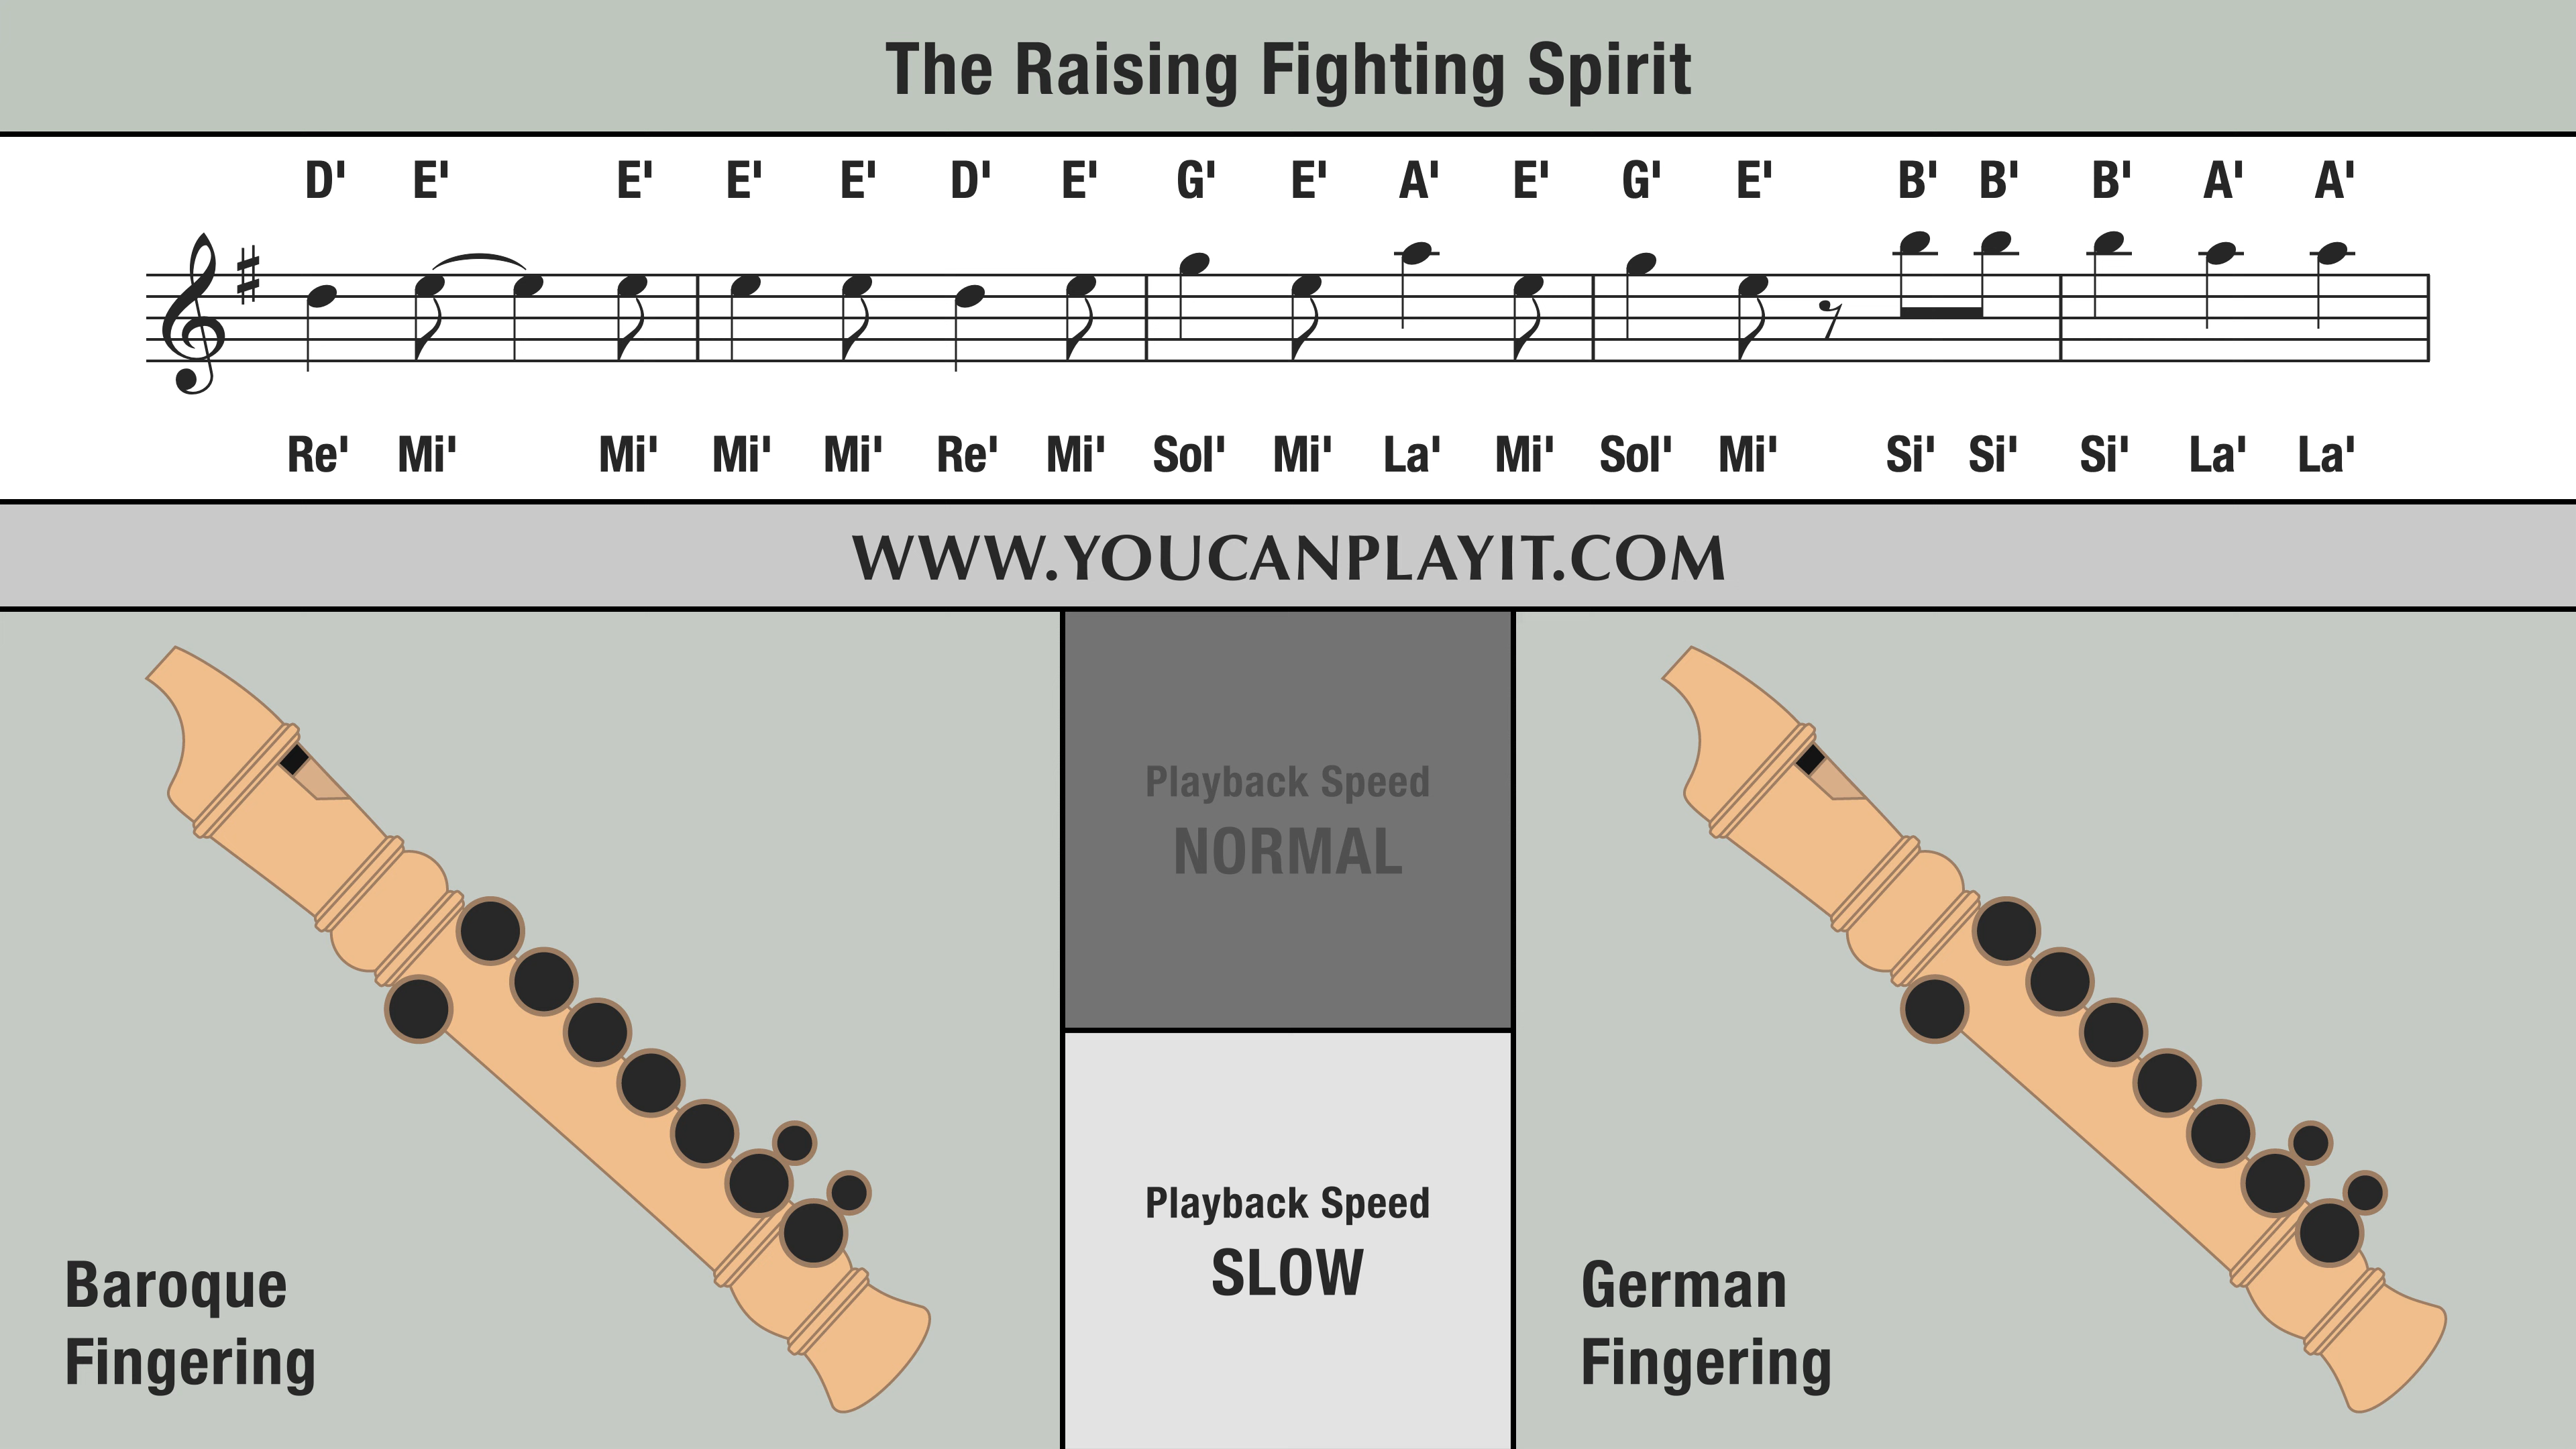 The Raising Fighting Spirit
D' E' E' E' E' D' E' G' E' A' E' G' E' B' B' B' A' A'
Re' Mi' Mi' Mi' Mi' Re' Mi' Sol' Mi' La' Mi' Sol' Mi' Si' Si' Si' La' La'
WWW.YOUCANPLAYIT.COM
Playback Speed
NORMAL
Playback Speed
SLOW
Baroque
Fingering
German
Fingering